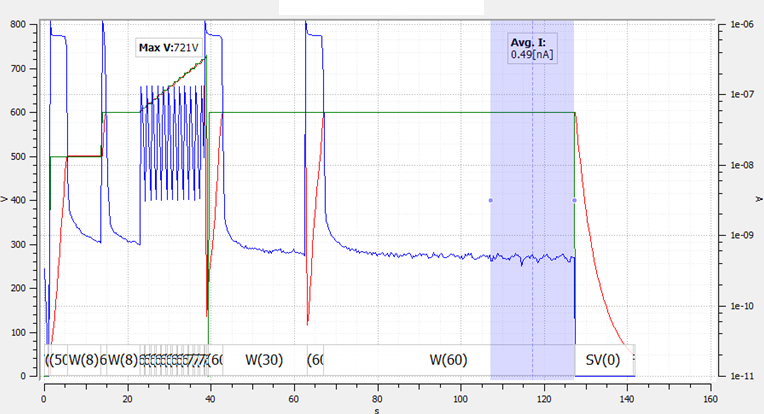 800
700
600
500
400
300
200
100
0
V
Max V:721V
Avg. I:
0.49[nA]
1e-06
1e-07
1e-08
1e-09
1e-10
1e-11
A
W(8)
W(8)
W(30)
W(60)
SV(0)
0
20
40
60
80
100
120
140
160
s